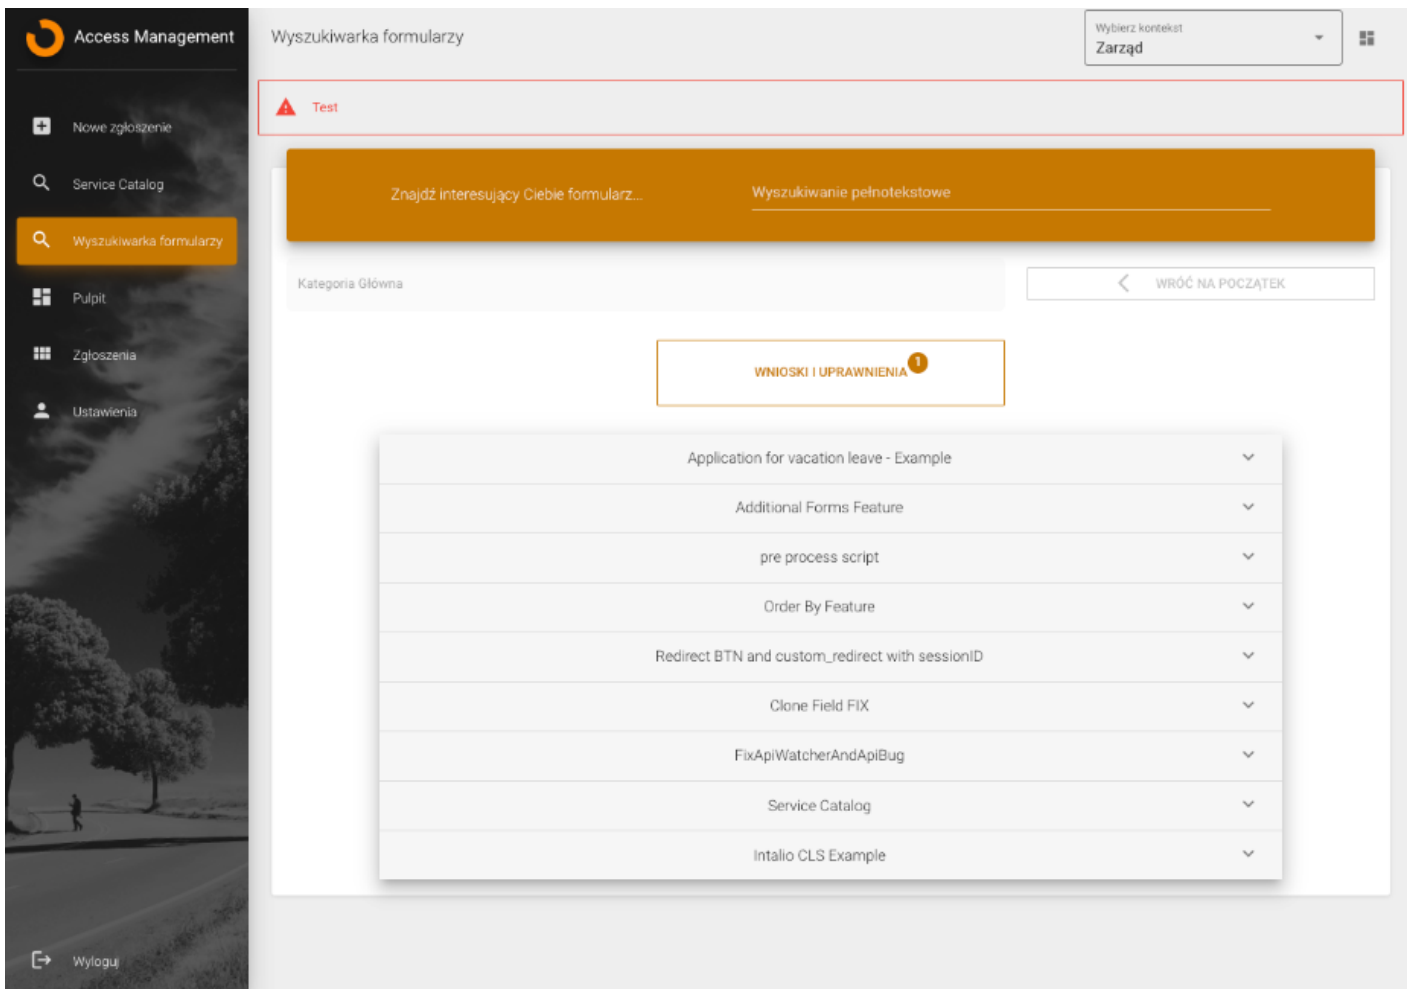 Access Management
Wyszukiwarka formularzy
Wybierz kontekst
Zarząd
Test
Nowe zgłoszenie
Service Catalog
Wyszukiwarka formularzy
Pulpit
Zgłoszenia
Ustawienia
Wyloguj
Znajdź interesujący Ciebie formularz...
Wyszukiwanie pełnotekstowe
Kategoria Główna
WRÓĆ NA POCZĄTEK
WNIOSKI I UPRAWNIENIA 1
Application for vacation leave - Example
Additional Forms Feature
pre process script
Order By Feature
Redirect BTN and custom_redirect with sessionID
Clone Field FIX
FixApiWatcherAndApiBug
Service Catalog
Intalio CLS Example